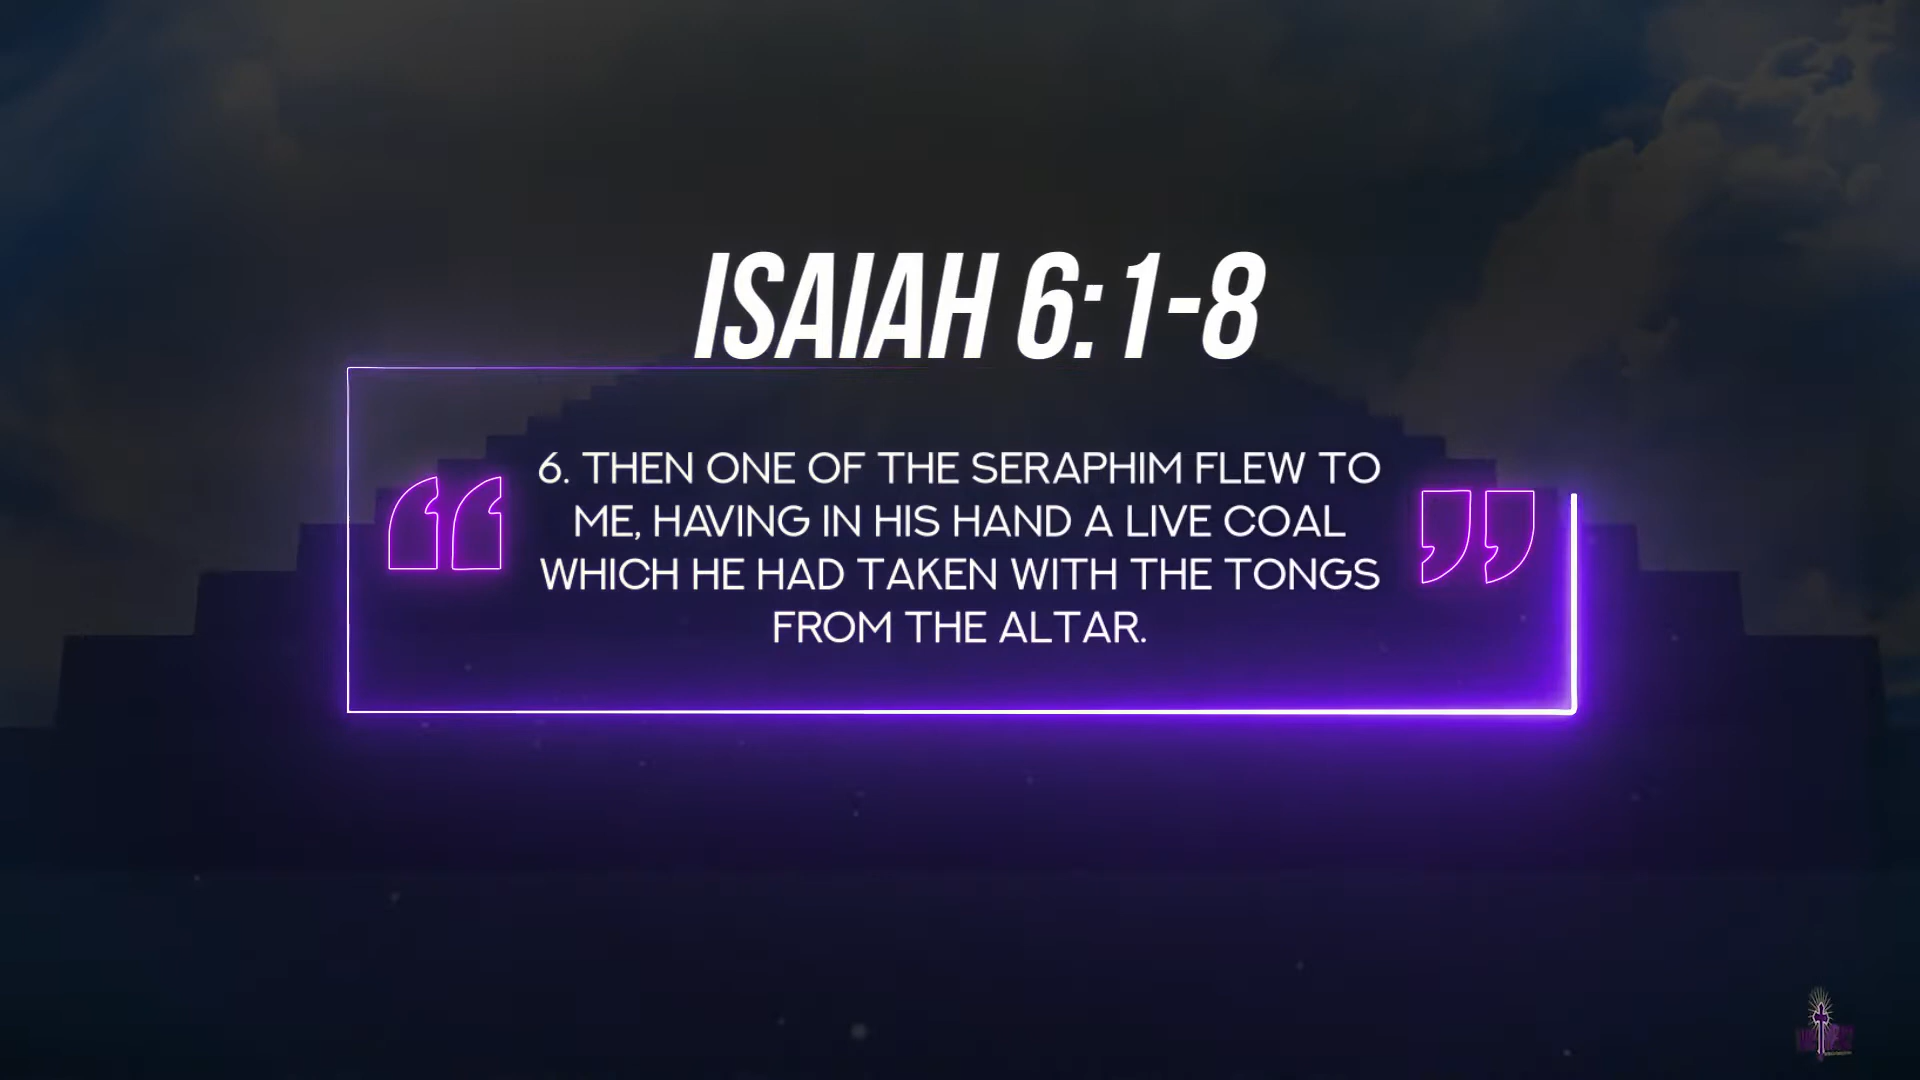 ISAIAH 6:1-8
6. THEN ONE OF THE SERAPHIM FLEW TO
ME, HAVING IN HIS HAND A LIVE COAL
WHICH HE HAD TAKEN WITH THE TONGS
FROM THE ALTAR.